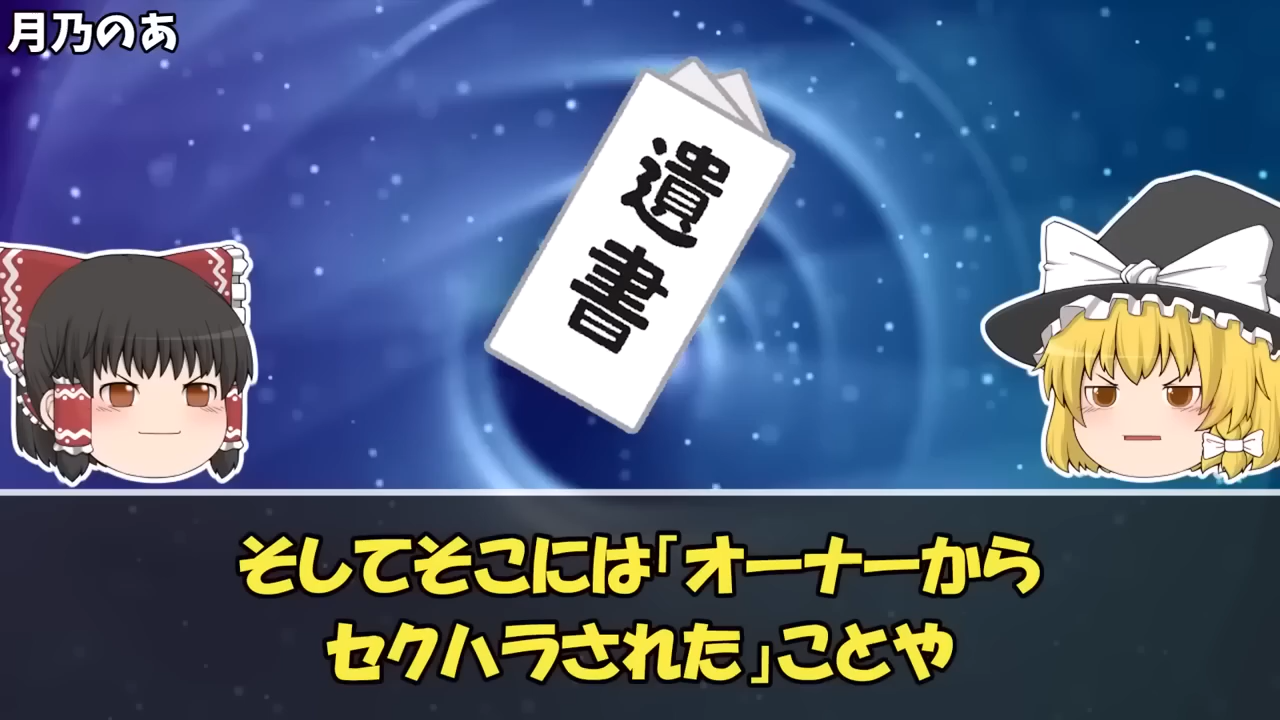 月乃のあ
遺書
そしてそこには「オーナーから
セクハラされた」ことや